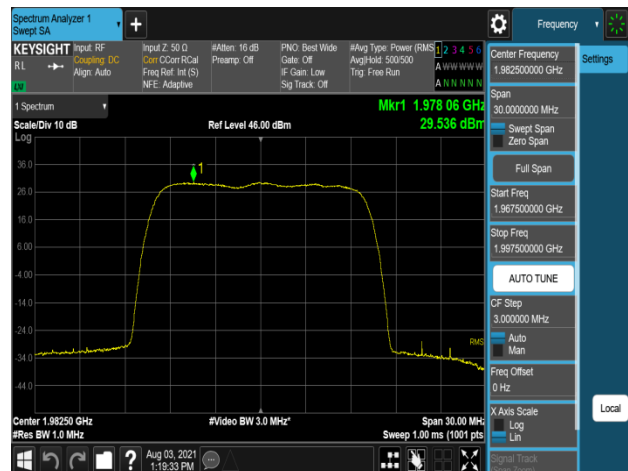 Spectrum Analyzer 1
Swept SA
Frequency
KEYSIGHT
RL
LXI
Input: RF
Coupling: DC
Align: Auto
Input Z: 50 Ω
Corr CCorr RCal
Freq Ref: Int (S)
NFE: Adaptive
#Atten: 16 dB
Preamp: Off
PNO: Best Wide
Gate: Off
IF Gain: Low
Sig Track: Off
#Avg Type: Power (RMS
Avg|Hold: 500/500
Trig: Free Run
1 2 3 4 5 6
A W W W W W
A N N N N N
1 Spectrum
Scale/Div 10 dB
Log
Ref Level 46.00 dBm
Mkr1 1.978 06 GHz
29.536 dBm
1
36.0
26.0
16.0
6.00
-4.00
-14.0
-24.0
-34.0
-44.0
RMS
Center 1.98250 GHz
#Res BW 1.0 MHz
#Video BW 3.0 MHz*
Span 30.00 MHz
Sweep 1.00 ms (1001 pts
?
Aug 03, 2021
1:19:33 PM
Center Frequency
1.982500000 GHz
Span
30.0000000 MHz
Swept Span
Zero Span
Full Span
Start Freq
1.967500000 GHz
Stop Freq
1.997500000 GHz
AUTO TUNE
CF Step
3.000000 MHz
Auto
Man
Freq Offset
0 Hz
X Axis Scale
Log
Lin
Signal Track
Settings
Local